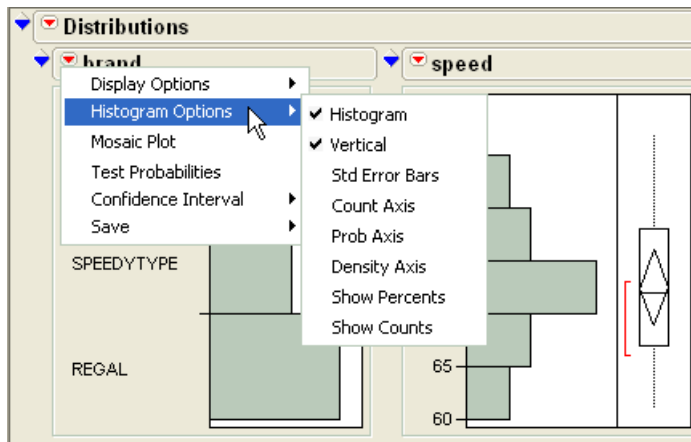 Distributions
brand
speed
Display Options
Histogram Options
Mosaic Plot
Test Probabilities
Confidence Interval
Save
Histogram
Vertical
Std Error Bars
Count Axis
Prob Axis
Density Axis
Show Percents
Show Counts
SPEEDYTYPE
REGAL
65
60